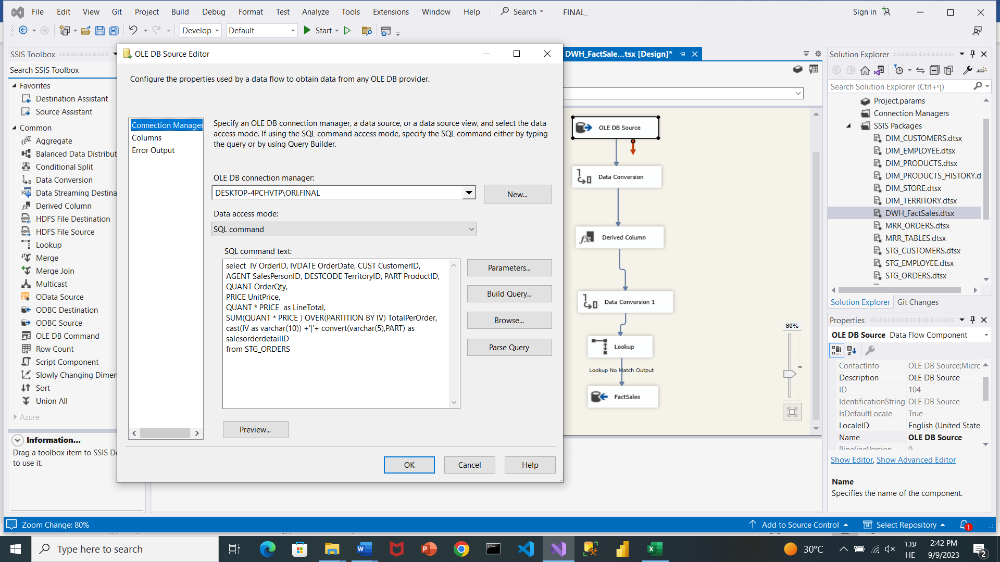 File Edit View Git Project Build Debug Format Test Analyze Tools Extensions Window Help Search FINAL_ Sign in
Develop Default Start
SSIS Toolbox
Search SSIS Toolbox
Favorites
Destination Assistant
Source Assistant
Common
Aggregate
Balanced Data Distribut
Conditional Split
Data Conversion
Data Streaming Destina
Derived Column
HDFS File Destination
HDFS File Source
Lookup
Merge
Merge Join
Multicast
OData Source
ODBC Destination
ODBC Source
OLE DB Command
Row Count
Script Component
Slowly Changing Dimen
Sort
Union All
Azure
Information...
Drag a toolbox item to SSIS De
to use it.
OLE DB Source Editor
Configure the properties used by a data flow to obtain data from any OLE DB provider.
Connection Manager
Columns
Error Output
Specify an OLE DB connection manager, a data source, or a data source view, and select the data
access mode. If using the SQL command access mode, specify the SQL command either by typing
the query or by using Query Builder.
OLE DB connection manager:
DESKTOP-4PCHVTP\ORI.FINAL
New...
Data access mode:
SQL command
SQL command text:
select  IV OrderID, IVDATE OrderDate, CUST CustomerID,
AGENT SalesPersonID, DESTCODE TerritoryID, PART ProductID,
QUANT OrderQty,
PRICE UnitPrice,
QUANT * PRICE  as LineTotal,
SUM(QUANT * PRICE ) OVER(PARTITION BY IV) TotalPerOrder,
cast(IV as varchar(10)) +'|'+ convert(varchar(5),PART) as
salesorderdetailID
from STG_ORDERS
Parameters...
Build Query...
Browse...
Parse Query
Preview...
OK Cancel Help
DWH_FactSale...tsx [Design]*
OLE DB Source
Data Conversion
Derived Column
Data Conversion 1
Lookup
Lookup No Match Output
FactSales
80%
Solution Explorer
Search Solution Explorer (Ctrl+ף)
Project.params
Connection Managers
SSIS Packages
DIM_CUSTOMERS.dtsx
DIM_EMPLOYEE.dtsx
DIM_PRODUCTS.dtsx
DIM_PRODUCTS_HISTORY.d
DIM_STORE.dtsx
DIM_TERRITORY.dtsx
DWH_FactSales.dtsx
MRR_ORDERS.dtsx
MRR_TABLES.dtsx
STG_CUSTOMERS.dtsx
STG_EMPLOYEE.dtsx
STG_ORDERS.dtsx
Solution Explorer Git Changes
Properties
OLE DB Source Data Flow Component
ContactInfo OLE DB Source;Micro
Description OLE DB Source
ID 104
IdentificationString OLE DB Source
IsDefaultLocale True
LocaleID English (United State
Name OLE DB Source
PipelineVersion 0
Show Editor, Show Advanced Editor
Name
Specifies the name of the component.
Zoom Change: 80% Add to Source Control Select Repository 1
Type here to search 30°C עבר HE 2:42 PM 9/9/2023 2